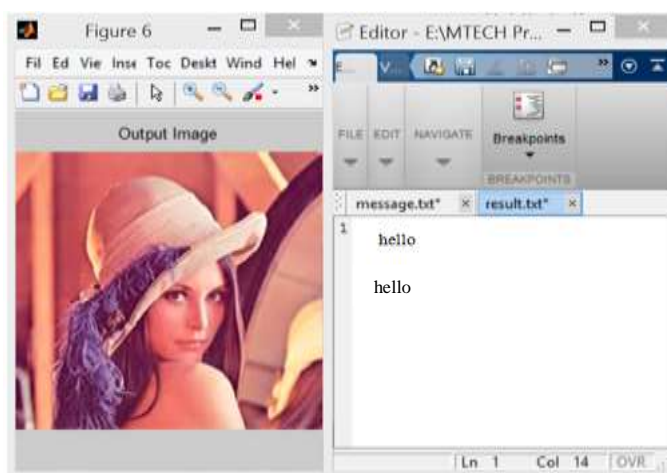 Figure 6
Fil Ed Vie Inse Toc Deskt Wind Hel
Output Image
Editor - E:\MTECH Pr...
E... V...
FILE EDIT NAVIGATE Breakpoints
BREAKPOINTS
message.txt* × result.txt* ×
1
hello
hello
Ln 1 Col 14 OVR